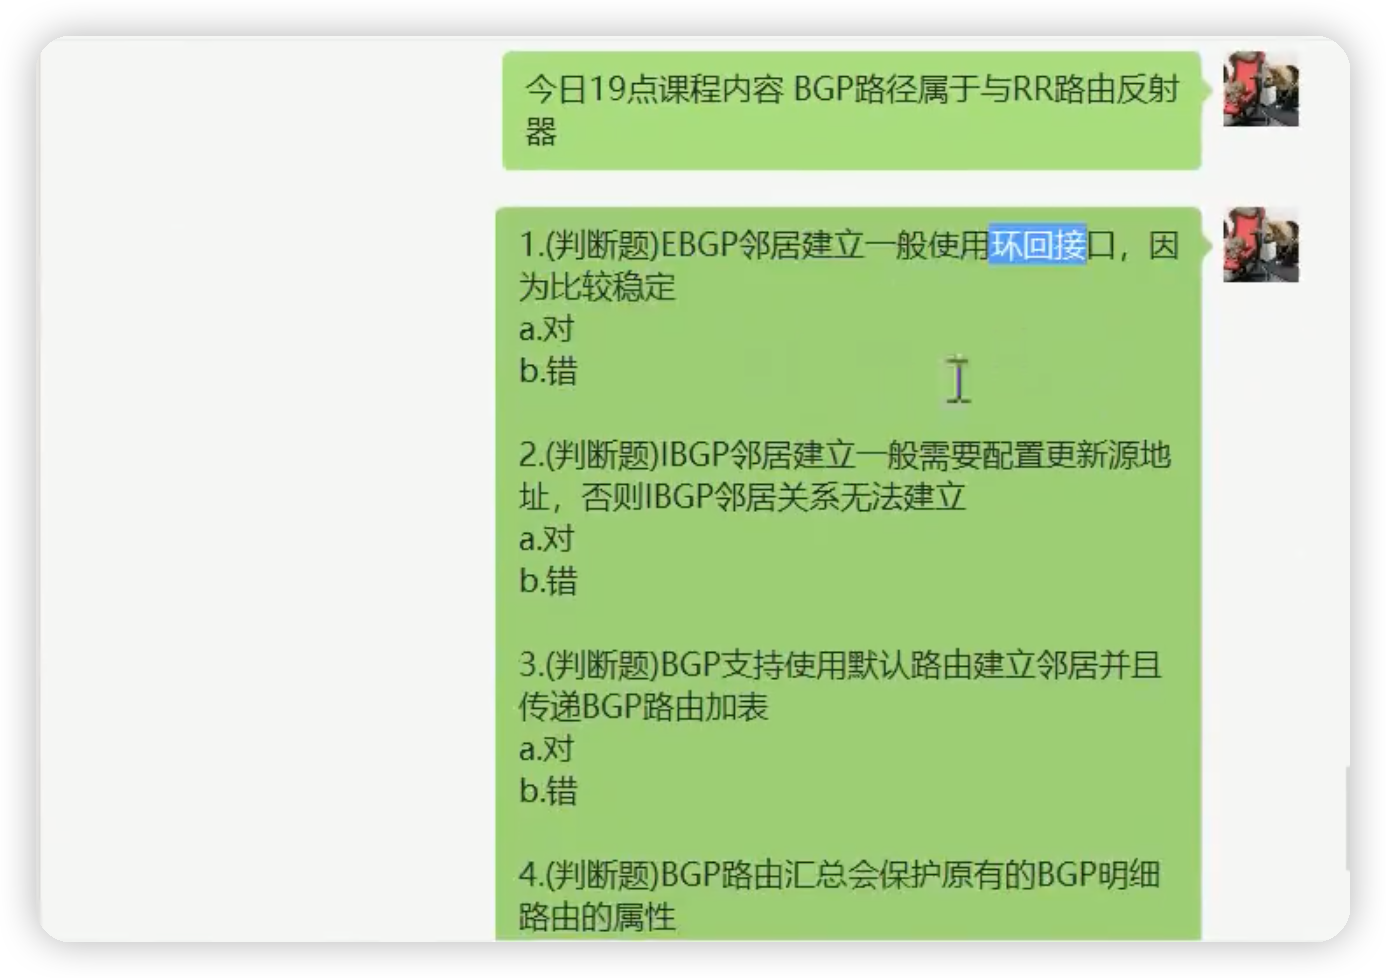 今日19点课程内容 BGP路径属于与RR路由反射
器
1.(判断题)EBGP邻居建立一般使用环回接口，因
为比较稳定
a.对
b.错
2.(判断题)IBGP邻居建立一般需要配置更新源地
址，否则IBGP邻居关系无法建立
a.对
b.错
3.(判断题)BGP支持使用默认路由建立邻居并且
传递BGP路由加表
a.对
b.错
4.(判断题)BGP路由汇总会保护原有的BGP明细
路由的属性